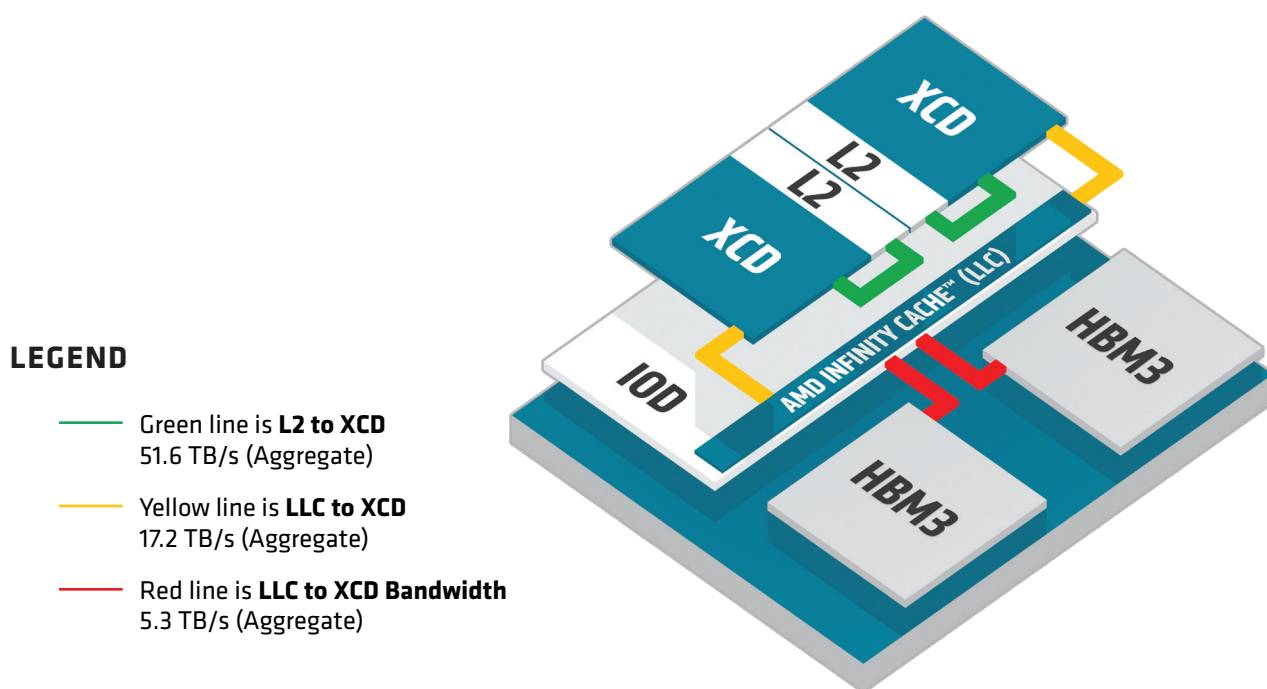 XCD
L2
L2
XCD
AMD INFINITY CACHE™ (LLC)
IOD
HBM3
HBM3
LEGEND
Green line is L2 to XCD
51.6 TB/s (Aggregate)
Yellow line is LLC to XCD
17.2 TB/s (Aggregate)
Red line is LLC to XCD Bandwidth
5.3 TB/s (Aggregate)